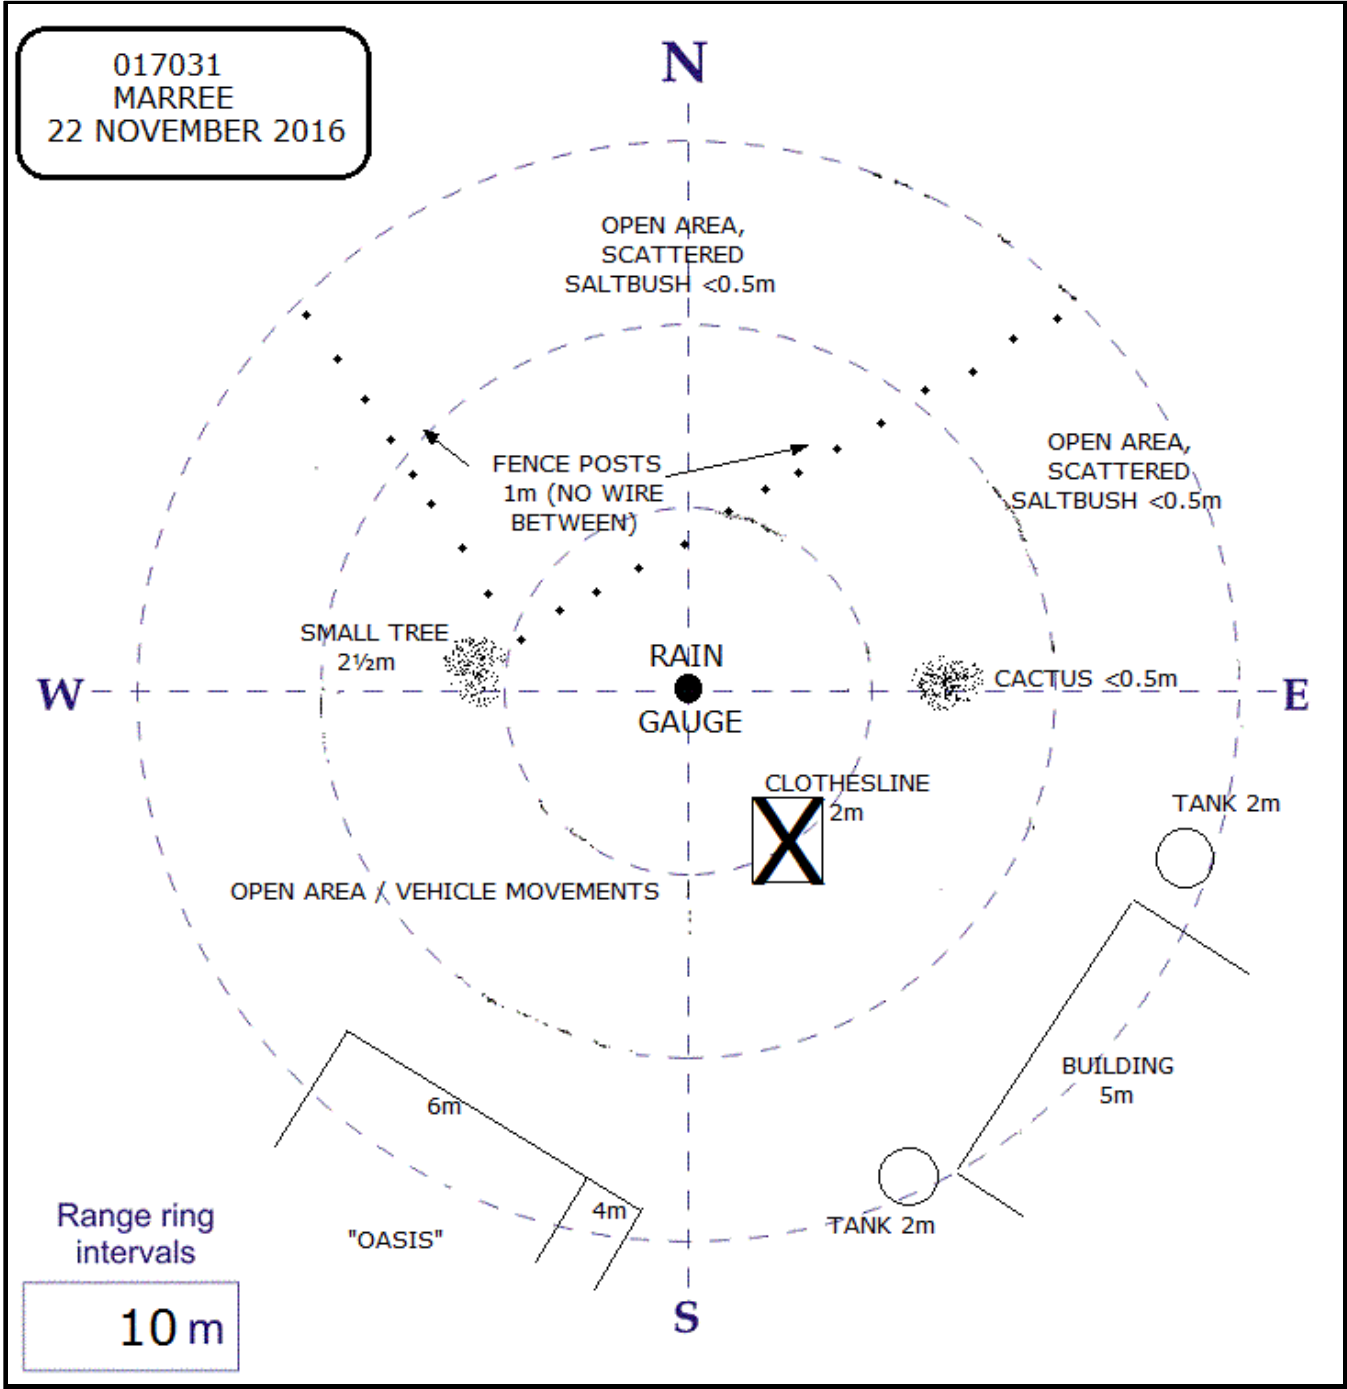 017031
MARREE
22 NOVEMBER 2016
N
OPEN AREA,
SCATTERED
SALTBUSH <0.5m
OPEN AREA,
SCATTERED
SALTBUSH <0.5m
FENCE POSTS
1m (NO WIRE
BETWEEN)
SMALL TREE
2½m
RAIN
GAUGE
W
CACTUS <0.5m
E
CLOTHESLINE
2m
TANK 2m
OPEN AREA / VEHICLE MOVEMENTS
BUILDING
5m
6m
4m
"OASIS"
TANK 2m
S
Range ring
intervals
10 m